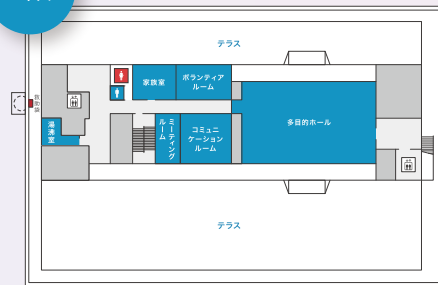 テラス
家族室
ボランティア
ルーム
湯沸室
ミーティング
ルーム
コミュニ
ケーション
ルーム
多目的ホール
テラス